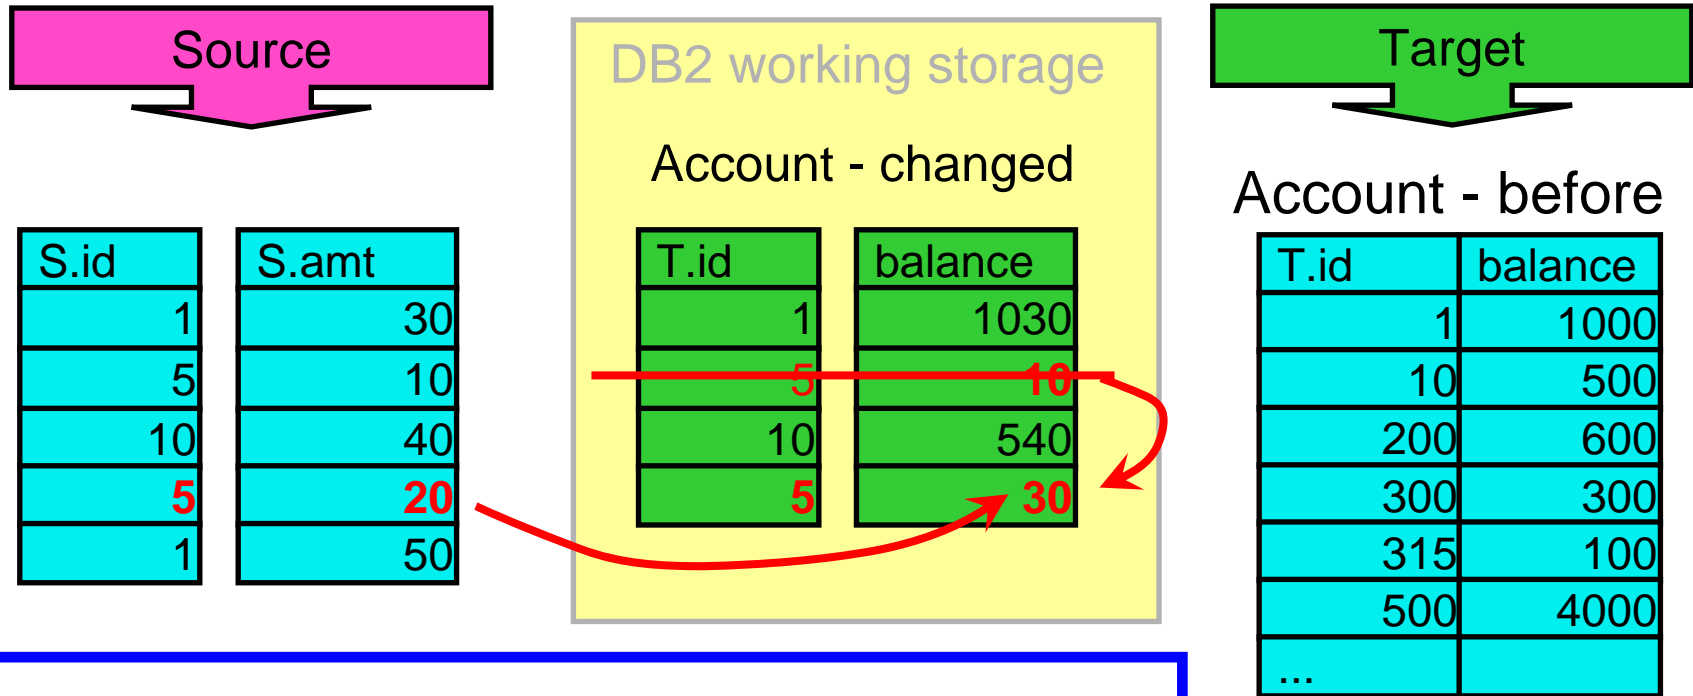 Source
DB2 working storage
Target
Account - changed
Account - before
S.id S.amt
1 30
5 10
10 40
5 20
1 50
T.id balance
1 1030
5 10
10 540
5 30
T.id balance
1 1000
10 500
200 600
300 300
315 100
500 4000
...